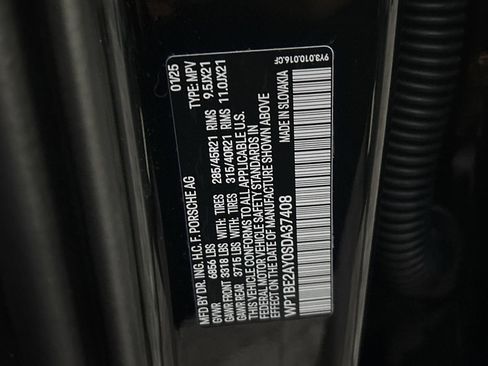 MFD BY DR. ING. H.C. F. PORSCHE AG 01/25
GVWR 6856 LBS TYPE: MPV
GAWR FRONT 3318 LBS WITH TIRES 285/45R21 RIMS 9.5JX21
GAWR REAR 3715 LBS WITH TIRES 315/40R21 RIMS 11.0JX21
THIS VEHICLE CONFORMS TO ALL APPLICABLE U.S.
FEDERAL MOTOR VEHICLE SAFETY STANDARDS IN
EFFECT ON THE DATE OF MANUFACTURE SHOWN ABOVE
WP1BE2AY0SDA37408 MADE IN SLOVAKIA
9Y3.010.016.CF